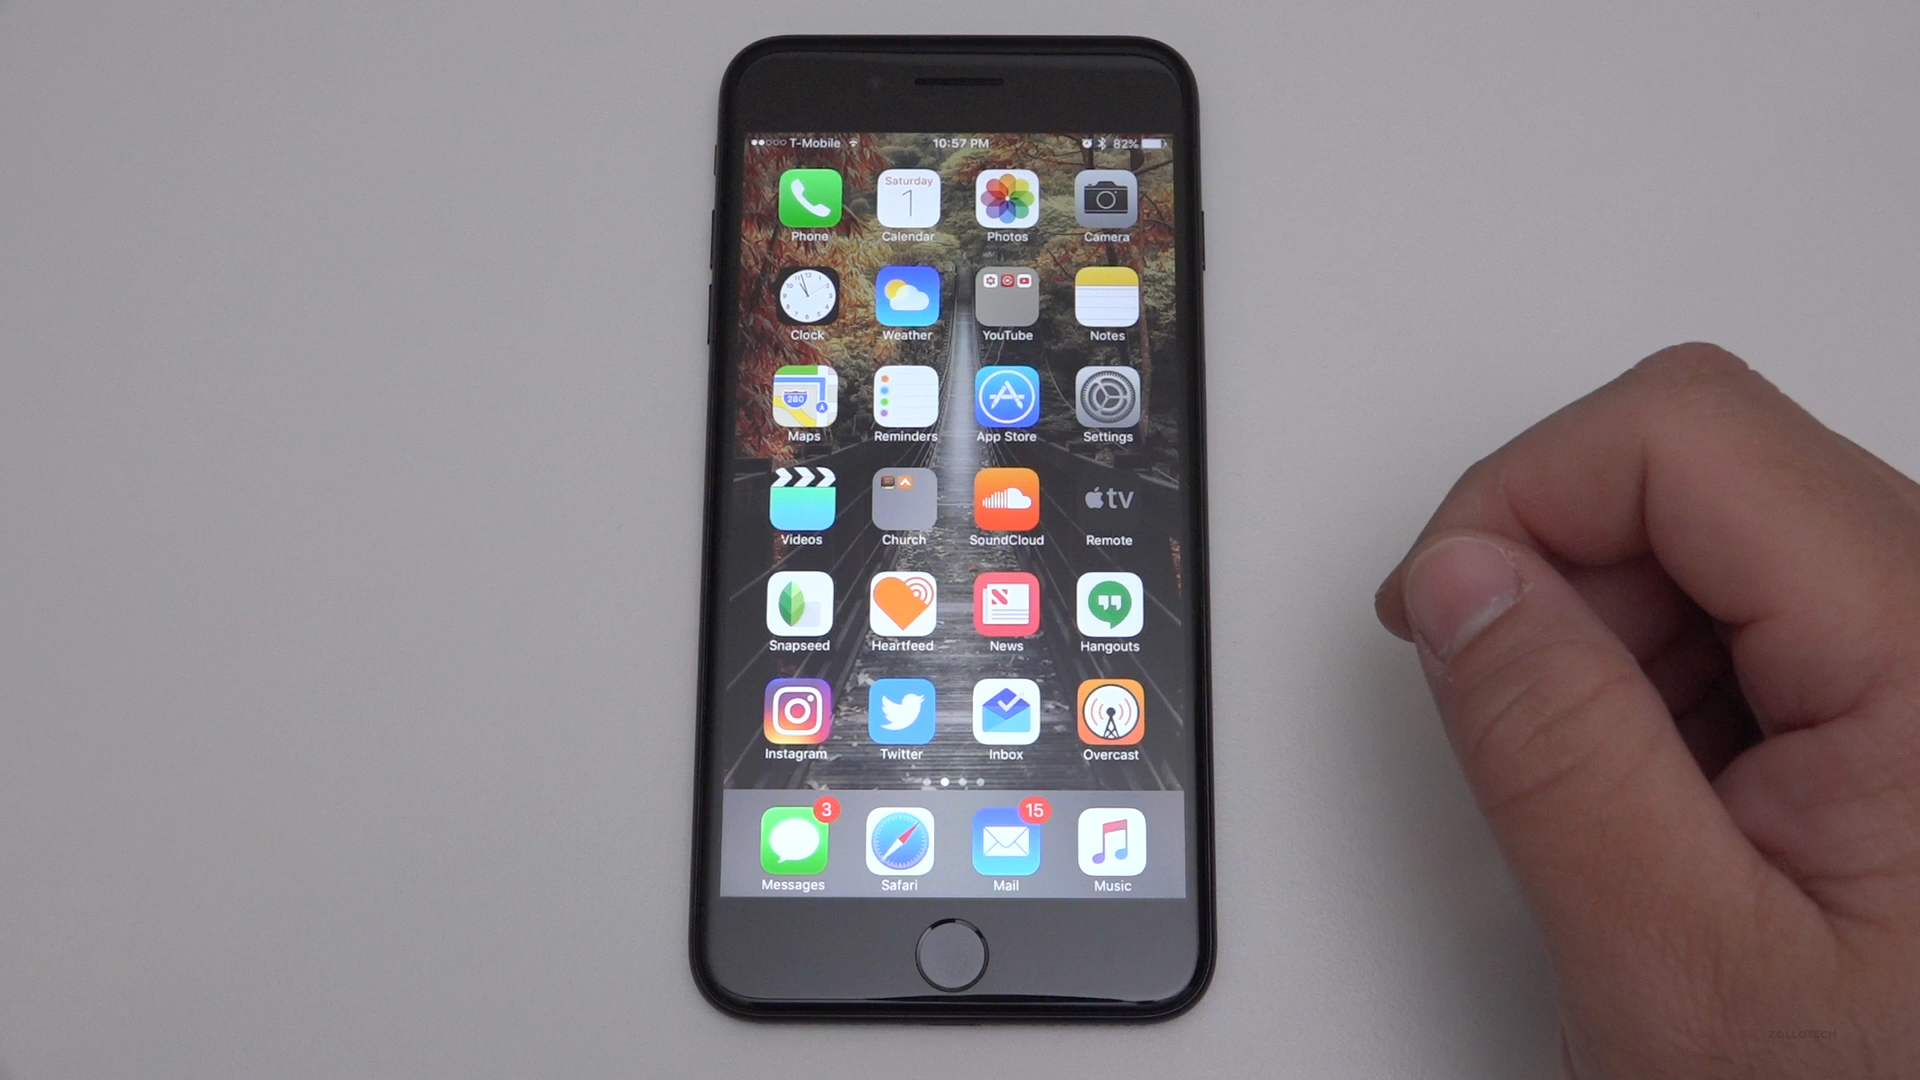 T-Mobile 10:57 PM 82%
Saturday
1
Phone Calendar Photos Camera
12
Clock Weather YouTube Notes
280
Maps Reminders App Store Settings
tv
Videos Church SoundCloud Remote
Snapseed Heartfeed News Hangouts
Instagram Twitter Inbox Overcast
3 15
Messages Safari Mail Music
ZOLLOTECH